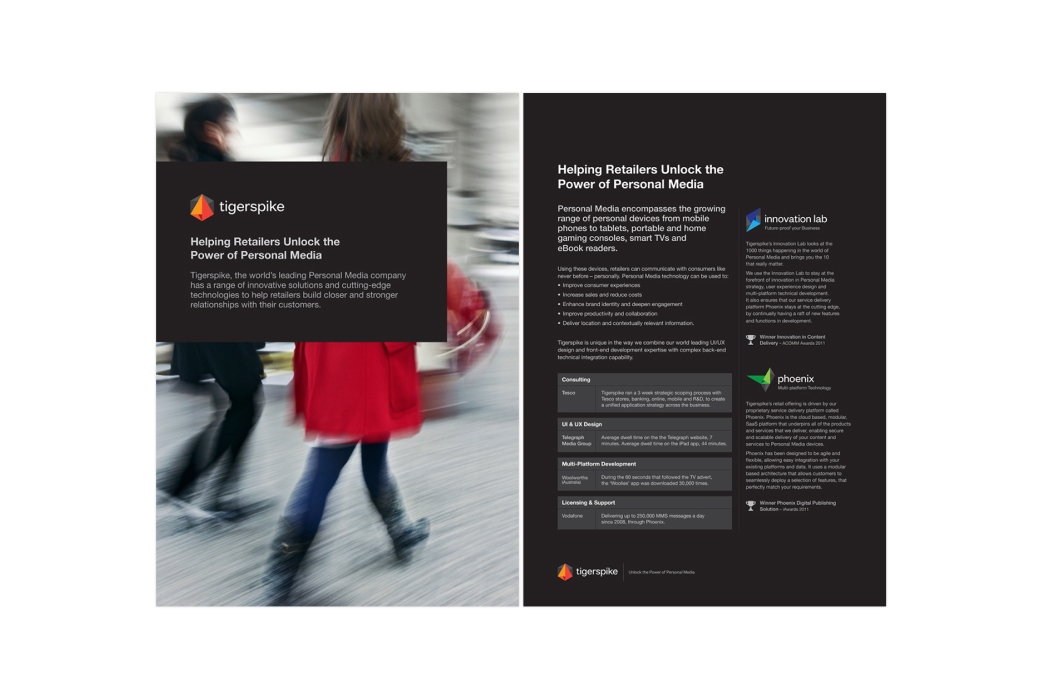 tigerspike
Helping Retailers Unlock the
Power of Personal Media
Tigerspike, the world's leading Personal Media company
has a range of innovative solutions and cutting-edge
technologies to help retailers build closer and stronger
relationships with their customers.
Helping Retailers Unlock the
Power of Personal Media
Personal Media encompasses the growing
range of personal devices from mobile
phones to tablets, portable and home
gaming consoles, smart TVs and
eBook readers.
Using these devices, retailers can communicate with consumers like
never before – personally. Personal Media technology can be used to:
• Improve consumer experiences
• Increase sales and reduce costs
• Enhance brand identity and deepen engagement
• Improve productivity and collaboration
• Deliver location and contextually relevant information.
Tigerspike is unique in the way we combine our world leading UI/UX
design and front-end development expertise with complex back-end
technical integration capability.
Consulting
Tesco
Tigerspike ran a 3 week strategic scoping process with
Tesco stores, banking, online, mobile and R&D, to create
a unified application strategy across the business.
UI & UX Design
Telegraph
Media Group
Average dwell time on the the Telegraph website, 7
minutes. Average dwell time on the iPad app, 44 minutes.
Multi-Platform Development
Woolworths
(Australia
During the 60 seconds that followed the TV advert,
the 'Woolies' app was downloaded 30,000 times.
Licensing & Support
Vodafone
Delivering up to 250,000 MMS messages a day
since 2008, through Phoenix.
tigerspike
Unlock the Power of Personal Media
innovation lab
Future-proof your Business
Tigerspike's Innovation Lab looks at the
1000 things happening in the world of
Personal Media and brings you the 10
that really matter.
We use the Innovation Lab to stay at the
forefront of innovation in Personal Media
strategy, user experience design and
multi-platform technical development.
It also ensures that our service delivery
platform Phoenix stays at the cutting edge,
by continually having a raft of new features
and functions in development.
Winner Innovation in Content
Delivery – ACOMM Awards 2011
phoenix
Multi-platform Technology
Tigerspike's retail offering is driven by our
proprietary service delivery platform called
Phoenix. Phoenix is the cloud based, modular,
SaaS platform that underpins all of the products
and services that we deliver, enabling secure
and scalable delivery of your content and
services to Personal Media devices.
Phoenix has been designed to be agile and
flexible, allowing easy integration with your
existing platforms and data. It uses a modular
based architecture that allows customers to
seamlessly deploy a selection of features, that
perfectly match your requirements.
Winner Phoenix Digital Publishing
Solution – Awards 2011